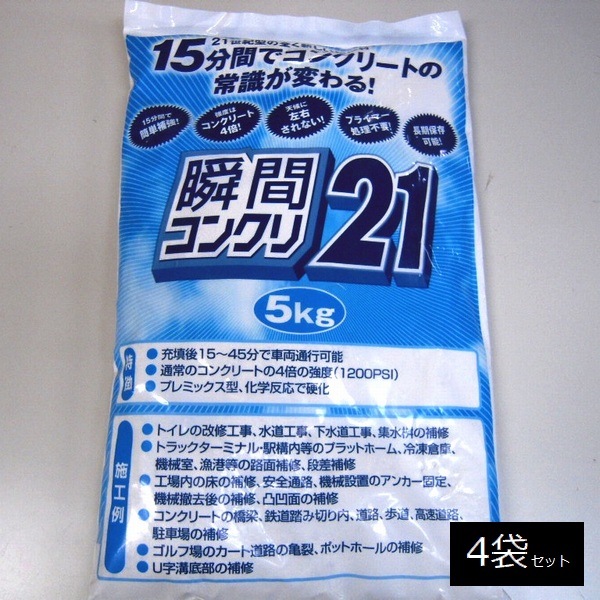 21世紀型の全く新しい
15分間でコンクリートの
常識が変わる!
15分間で
簡単補強!
強度は
コンクリート
4倍!
天候に
左右
されない!
プライマー
処理不要!
長期保存
可能!
瞬間
コンクリ
21
5kg
特徴
●充填後15〜45分で車両通行可能
●通常のコンクリートの4倍の強度(1200PSI)
●プレミックス型、化学反応で硬化
施工例
●トイレの改修工事、水道工事、下水道工事、集水桝の補修
●トラックターミナル・駅構内等のプラットホーム、冷凍倉庫、
機械室、漁港等の路面補修、段差補修
●工場内の床の補修、安全通路、機械設置のアンカー固定、
機械撤去後の補修、凸凹面の補修
●コンクリートの橋梁、鉄道踏み切り内、道路、歩道、高速道路、
駐車場の補修
●ゴルフ場のカート道路の亀裂、ポットホールの補修
●U字溝底部の補修
4袋セット